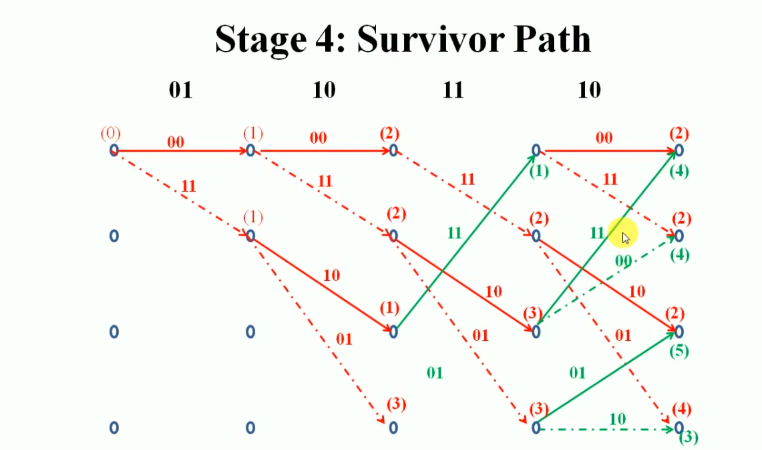 Stage 4: Survivor Path
01 10 11 10
(0) (1) (2) (2)
00 00 00
(1) (4)
11 11 11 11
(1) (2) (2) (2)
11 11 (4)
00
10 10 10
(1) (3) (2)
01 01 01 (5)
01 01
(3) (3) (4)
10 (3)